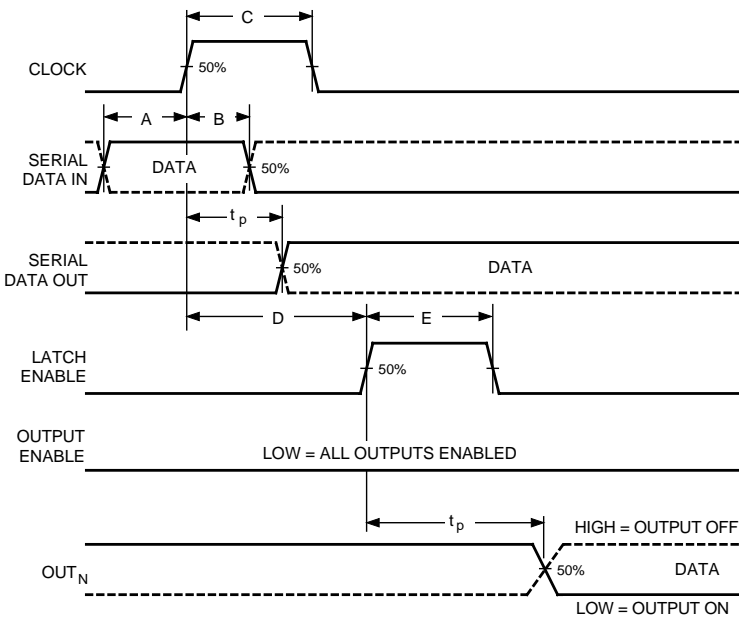 C
CLOCK
50%
A
B
SERIAL
DATA IN
DATA
50%
t p
SERIAL
DATA OUT
50%
DATA
D
E
LATCH
ENABLE
50%
OUTPUT
ENABLE
LOW = ALL OUTPUTS ENABLED
t p
HIGH = OUTPUT OFF
OUT N
50%
DATA
LOW = OUTPUT ON